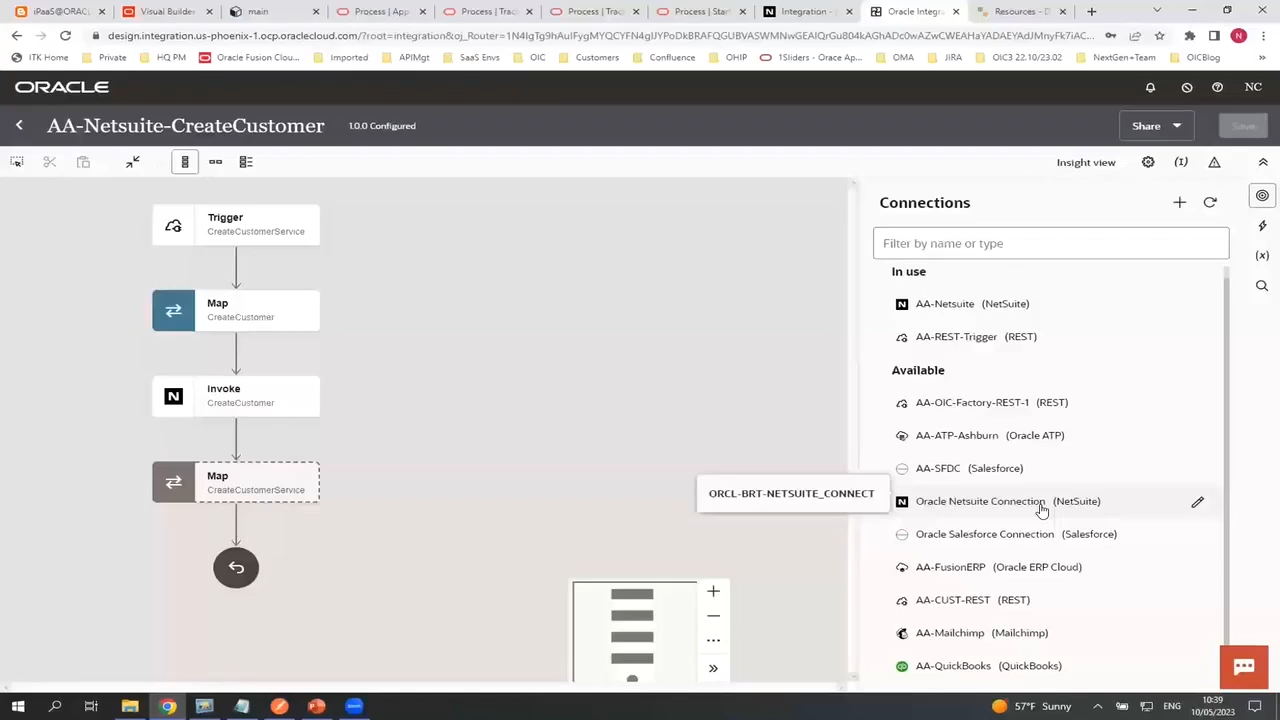 iPaaS@ORACL
Visual Builder
main
Process | App
Process | Trac
Process | Trac
Process | Start
Integration -
Oracle Integra
Resources - D
design.integration.us-phoenix-1.ocp.oraclecloud.com/?root=integration&oj_Router=
ITK Home
Private
HQ PM
Oracle Fusion Clou...
Imported
APIMgt
SaaS Envs
OIC
Customers
Confluence
OHIP
1Sliders - Orace Ap...
OMA
JIRA
OIC3 22.10/23.02
NextGen+Team
OICBlog
»
ORACLE
NC
AA-Netsuite-CreateCustomer
1.0.0 Configured
Share
Save
Insight view
Trigger
CreateCustomerService
Map
CreateCustomer
Invoke
CreateCustomer
Map
CreateCustomerService
Connections
Filter by name or type
In use
AA-Netsuite (NetSuite)
AA-REST-Trigger (REST)
Available
AA-OIC-Factory-REST-1 (REST)
AA-ATP-Ashburn (Oracle ATP)
AA-SFDC (Salesforce)
ORCL-BRT-NETSUITE_CONNECT
Oracle Netsuite Connection (NetSuite)
Oracle Salesforce Connection (Salesforce)
AA-FusionERP (Oracle ERP Cloud)
AA-CUST-REST (REST)
AA-Mailchimp (Mailchimp)
AA-QuickBooks (QuickBooks)
57°F Sunny
ENG
10:39
10/05/2023